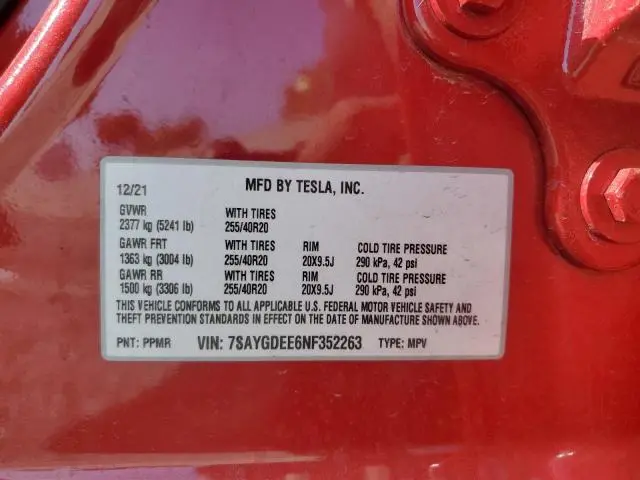 12/21 MFD BY TESLA, INC.
GVWR WITH TIRES
2377 kg (5241 lb) 255/40R20
GAWR FRT WITH TIRES RIM COLD TIRE PRESSURE
1363 kg (3004 lb) 255/40R20 20X9.5J 290 kPa, 42 psi
GAWR RR WITH TIRES RIM COLD TIRE PRESSURE
1500 kg (3306 lb) 255/40R20 20X9.5J 290 kPa, 42 psi
THIS VEHICLE CONFORMS TO ALL APPLICABLE U.S. FEDERAL MOTOR VEHICLE SAFETY AND
THEFT PREVENTION STANDARDS IN EFFECT ON THE DATE OF MANUFACTURE SHOWN ABOVE.
PNT: PPMR VIN: 7SAYGDEE6NF352263 TYPE: MPV